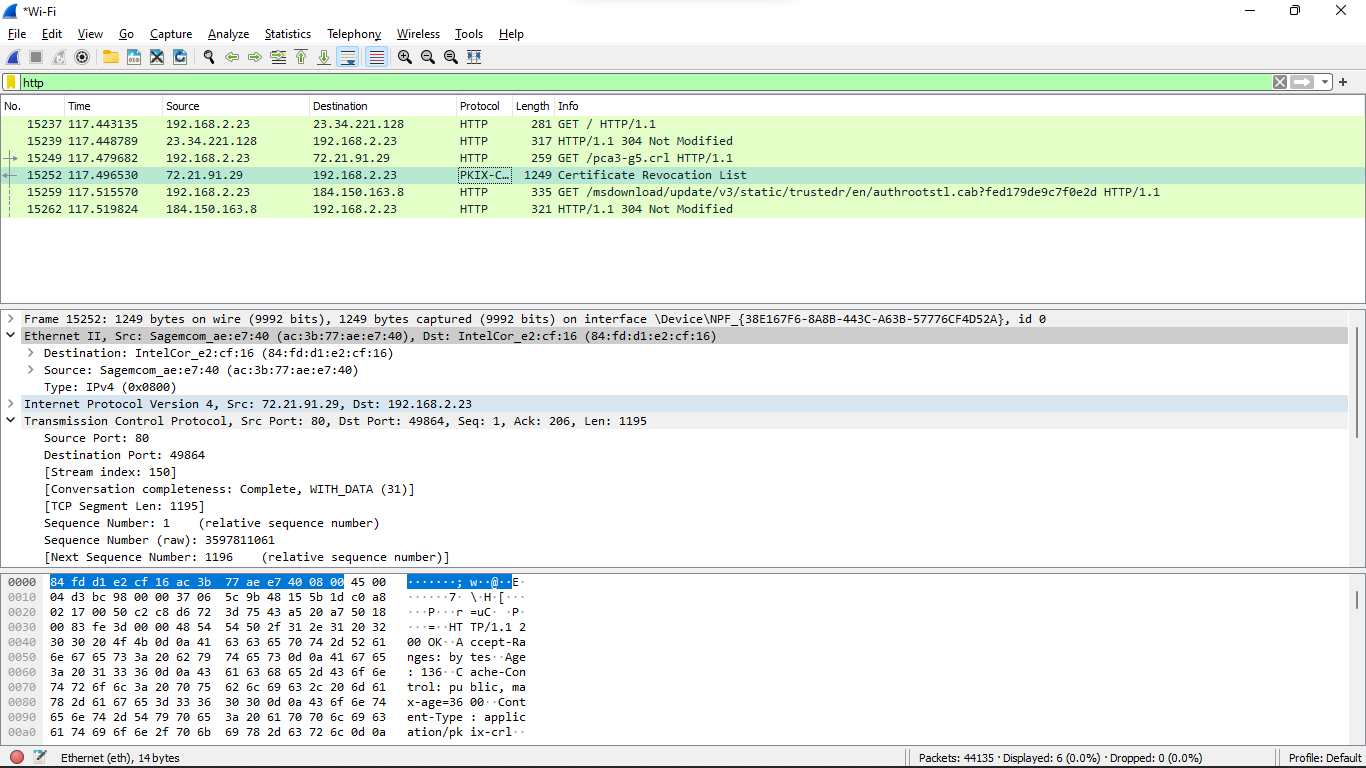 *Wi-Fi
File Edit View Go Capture Analyze Statistics Telephony Wireless Tools Help
http
No. Time Source Destination Protocol Length Info
15237 117.443135 192.168.2.23 23.34.221.128 HTTP 281 GET / HTTP/1.1
15239 117.448789 23.34.221.128 192.168.2.23 HTTP 317 HTTP/1.1 304 Not Modified
15249 117.479682 192.168.2.23 72.21.91.29 HTTP 259 GET /pca3-g5.crl HTTP/1.1
15252 117.496530 72.21.91.29 192.168.2.23 PKIX-C… 1249 Certificate Revocation List
15259 117.515570 192.168.2.23 184.150.163.8 HTTP 335 GET /msdownload/update/v3/static/trustedr/en/authrootstl.cab?fed179de9c7f0e2d HTTP/1.1
15262 117.519824 184.150.163.8 192.168.2.23 HTTP 321 HTTP/1.1 304 Not Modified
Frame 15252: 1249 bytes on wire (9992 bits), 1249 bytes captured (9992 bits) on interface \Device\NPF_{38E167F6-8A8B-443C-A63B-57776CF4D52A}, id 0
Ethernet II, Src: Sagemcom_ae:e7:40 (ac:3b:77:ae:e7:40), Dst: IntelCor_e2:cf:16 (84:fd:d1:e2:cf:16)
Destination: IntelCor_e2:cf:16 (84:fd:d1:e2:cf:16)
Source: Sagemcom_ae:e7:40 (ac:3b:77:ae:e7:40)
Type: IPv4 (0x0800)
Internet Protocol Version 4, Src: 72.21.91.29, Dst: 192.168.2.23
Transmission Control Protocol, Src Port: 80, Dst Port: 49864, Seq: 1, Ack: 206, Len: 1195
Source Port: 80
Destination Port: 49864
[Stream index: 150]
[Conversation completeness: Complete, WITH_DATA (31)]
[TCP Segment Len: 1195]
Sequence Number: 1 (relative sequence number)
Sequence Number (raw): 3597811061
[Next Sequence Number: 1196 (relative sequence number)]
0000 84 fd d1 e2 cf 16 ac 3b 77 ae e7 40 08 00 45 00 ·······; w··@··E·
0010 04 d3 bc 98 00 00 37 06 5c 9b 48 15 5b 1d c0 a8 ······7· \·H·[···
0020 02 17 00 50 c2 c8 d6 72 3d 75 43 a5 20 a7 50 18 ···P···r =uC· ·P·
0030 00 83 fe 3d 00 00 48 54 54 50 2f 31 2e 31 20 32 ···=··HT TP/1.1 2
0040 30 30 20 4f 4b 0d 0a 41 63 63 65 70 74 2d 52 61 00 OK··A ccept-Ra
0050 6e 67 65 73 3a 20 62 79 74 65 73 0d 0a 41 67 65 nges: by tes··Age
0060 3a 20 31 33 36 0d 0a 43 61 63 68 65 2d 43 6f 6e : 136··C ache-Con
0070 74 72 6f 6c 3a 20 70 75 62 6c 69 63 2c 20 6d 61 trol: pu blic, ma
0080 78 2d 61 67 65 3d 33 36 30 30 0d 0a 43 6f 6e 74 x-age=36 00··Cont
0090 65 6e 74 2d 54 79 70 65 3a 20 61 70 70 6c 69 63 ent-Type : applic
00a0 61 74 69 6f 6e 2f 70 6b 69 78 2d 63 72 6c 0d 0a ation/pk ix-crl··
Ethernet (eth), 14 bytes Packets: 44135 · Displayed: 6 (0.0%) · Dropped: 0 (0.0%) Profile: Default